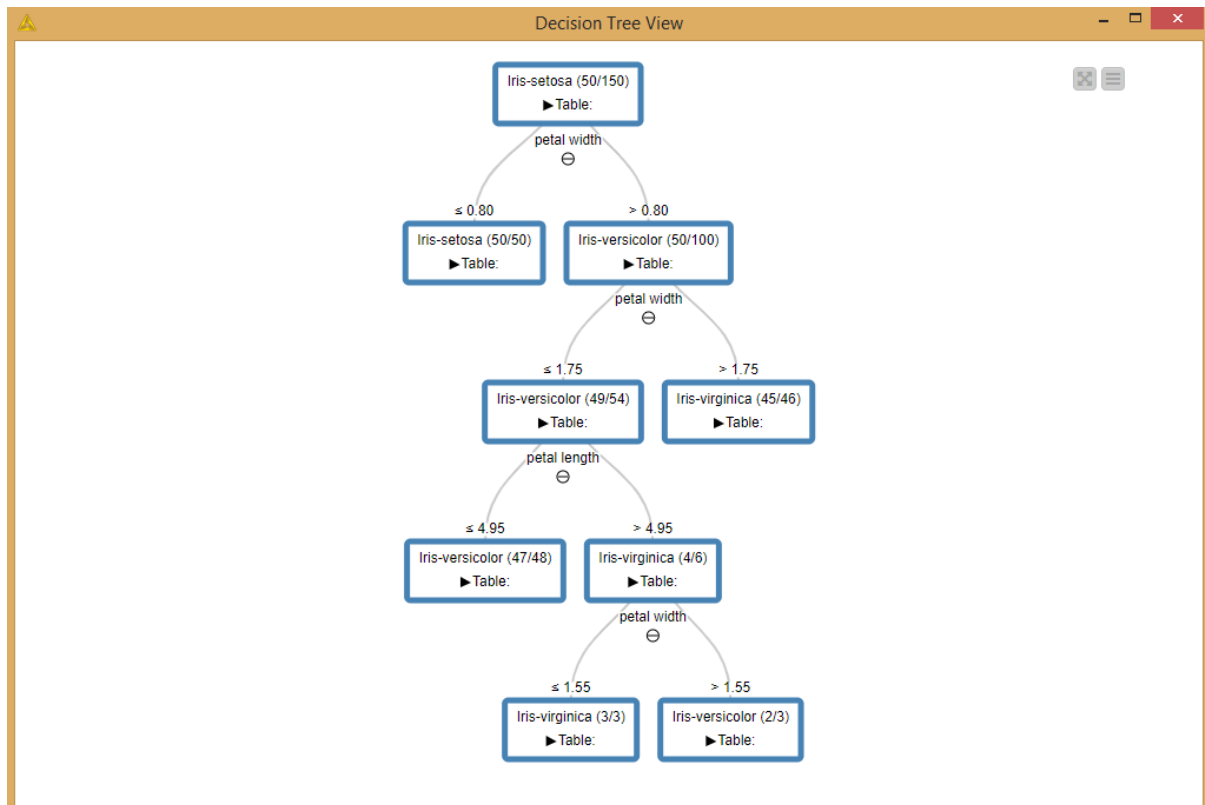 Decision Tree View
Iris-setosa (50/150)
▶Table:
petal width
≤ 0.80
> 0.80
Iris-setosa (50/50)
▶Table:
Iris-versicolor (50/100)
▶Table:
petal width
≤ 1.75
> 1.75
Iris-versicolor (49/54)
▶Table:
Iris-virginica (45/46)
▶Table:
petal length
≤ 4.95
> 4.95
Iris-versicolor (47/48)
▶Table:
Iris-virginica (4/6)
▶Table:
petal width
≤ 1.55
> 1.55
Iris-virginica (3/3)
▶Table:
Iris-versicolor (2/3)
▶Table: